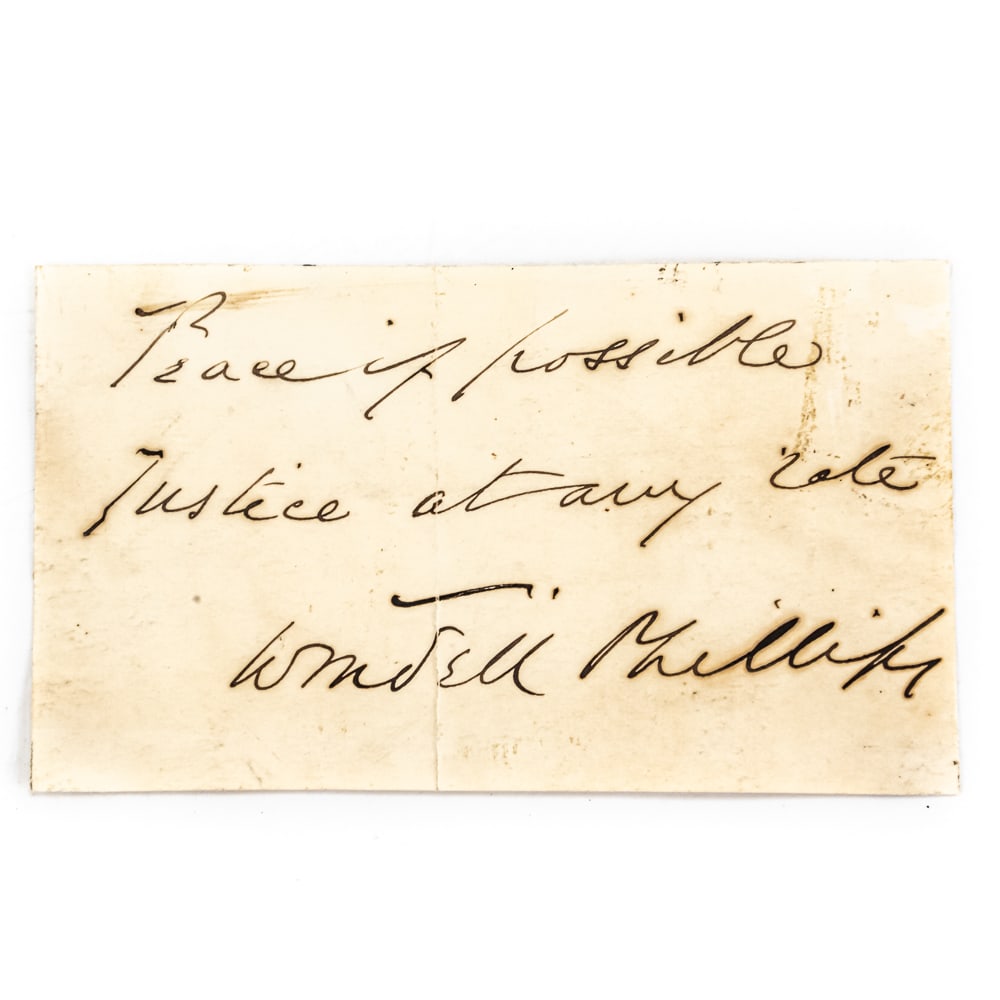 Peace if possible
Justice at any rate
Wendell Phillips